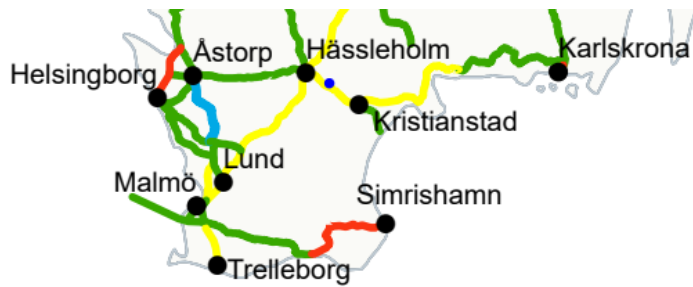 Åstorp
Hässleholm
Karlskrona
Helsingborg
Kristianstad
Lund
Malmö
Simrishamn
Trelleborg